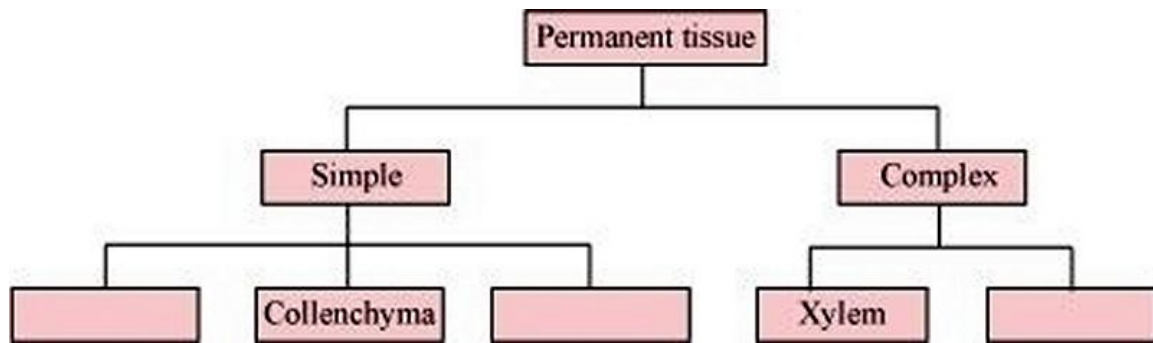 Permanent tissue
Simple
Complex
Collenchyma
Xylem